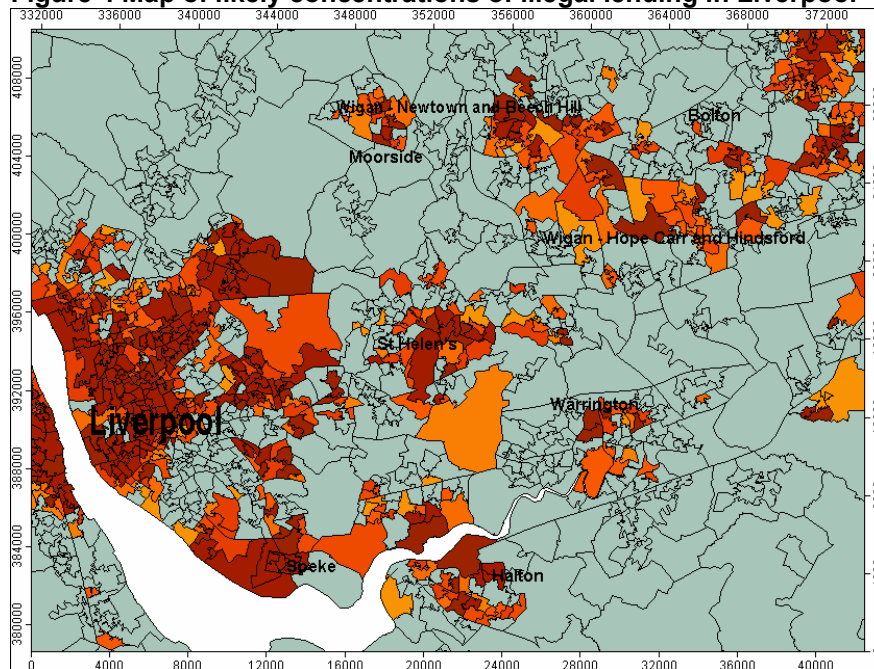 Figure Map of likely concentrations of illegal lending in Liverpool
332000 336000 340000 344000 348000 352000 356000 360000 364000 368000 372000
408000
Wigan - Newtown and Beech Hill
Bolton
Moorside
404000
400000
Wigan - Hope Carr and Hindsford
396000
St Helen's
392000
Warrington
Liverpool
388000
384000
Speke
Halton
380000
0 4000 8000 12000 16000 20000 24000 28000 32000 36000 40000